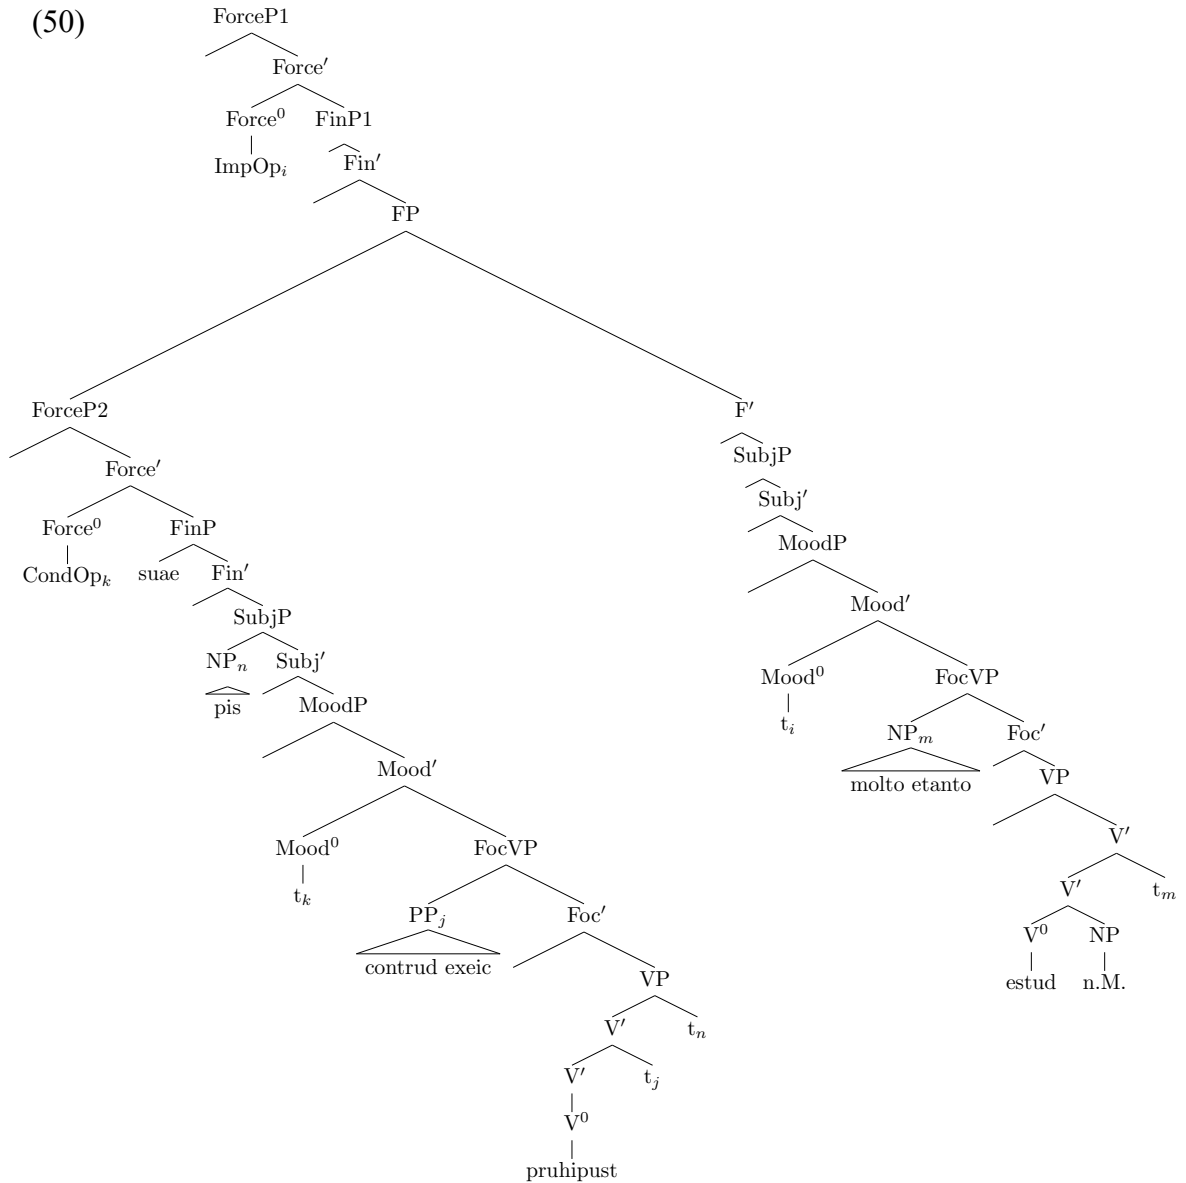 (50)
ForceP1
Force′
Force⁰ FinP1
ImpOpᵢ Fin′
FP
ForceP2 F′
SubjP
Force′
Subj′
Force⁰ FinP
MoodP
CondOpₖ suae Fin′
Mood′
SubjP
NPₙ Subj′
Mood⁰ FocVP
pis MoodP
tᵢ NPₘ Foc′
Mood′ VP
molto etanto
V′
Mood⁰ FocVP
V′ tₘ
tₖ
PPⱼ Foc′
V⁰ NP
contrud exeic
VP estud n.M.
V′ tₙ
V′ tⱼ
V⁰
pruhipust